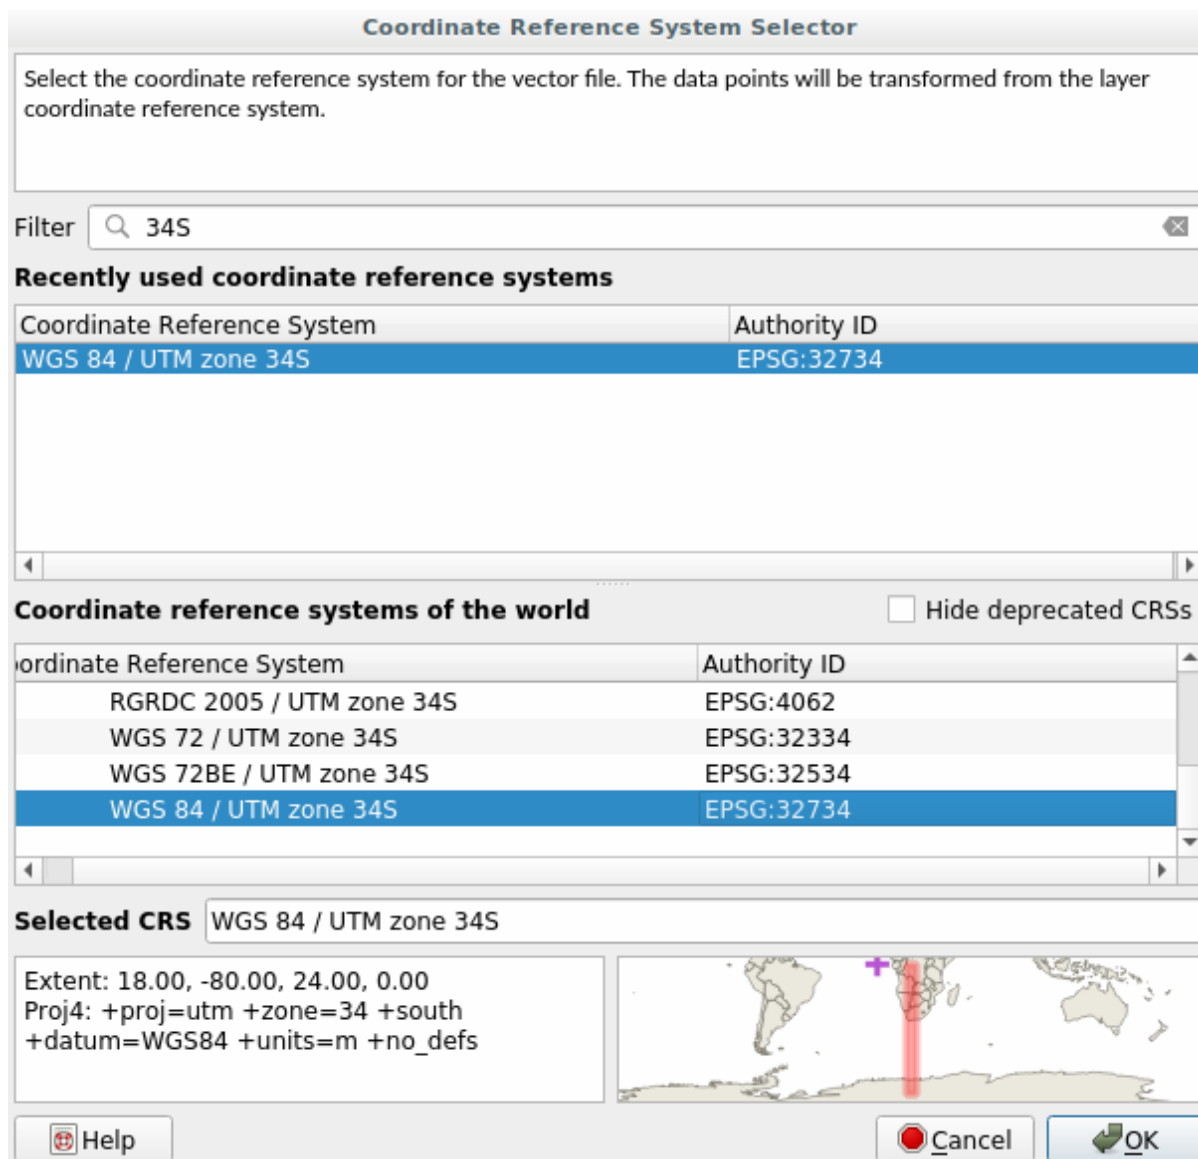 Coordinate Reference System Selector
Select the coordinate reference system for the vector file. The data points will be transformed from the layer
coordinate reference system.
Filter 34S
Recently used coordinate reference systems
Coordinate Reference System Authority ID
WGS 84 / UTM zone 34S EPSG:32734
Coordinate reference systems of the world Hide deprecated CRSs
ordinate Reference System Authority ID
RGRDC 2005 / UTM zone 34S EPSG:4062
WGS 72 / UTM zone 34S EPSG:32334
WGS 72BE / UTM zone 34S EPSG:32534
WGS 84 / UTM zone 34S EPSG:32734
Selected CRS WGS 84 / UTM zone 34S
Extent: 18.00, -80.00, 24.00, 0.00
Proj4: +proj=utm +zone=34 +south
+datum=WGS84 +units=m +no_defs
Help Cancel OK